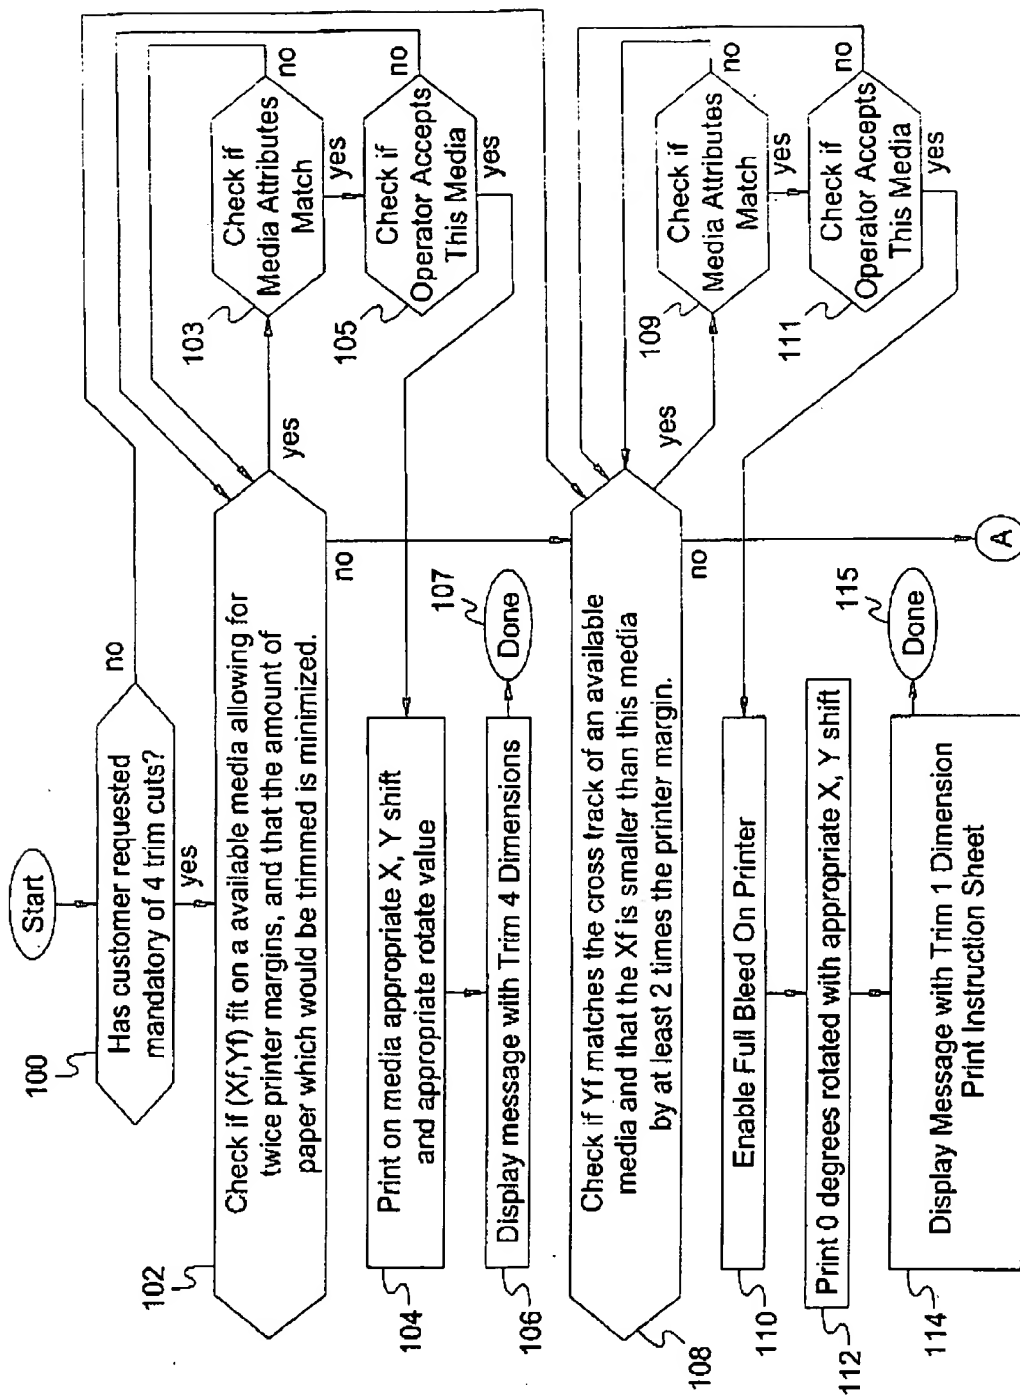 Start
100
Has customer requested
mandatory of 4 trim cuts?
no
yes
102
Check if (Xf,Yf) fit on a available media allowing for
twice printer margins, and that the amount of
paper which would be trimmed is minimized.
yes
no
103
Check if
Media Attributes
Match
no
yes
105
Check if
Operator Accepts
This Media
no
yes
104
Print on media appropriate X, Y shift
and appropriate rotate value
106
Display message with Trim 4 Dimensions
107
Done
108
Check if Yf matches the cross track of an available
media and that the Xf is smaller than this media
by at least 2 times the printer margin.
yes
no
109
Check if
Media Attributes
Match
no
yes
111
Check if
Operator Accepts
This Media
no
yes
110
Enable Full Bleed On Printer
112
Print 0 degrees rotated with appropriate X, Y shift
114
Display Message with Trim 1 Dimension
Print Instruction Sheet
115
Done
A